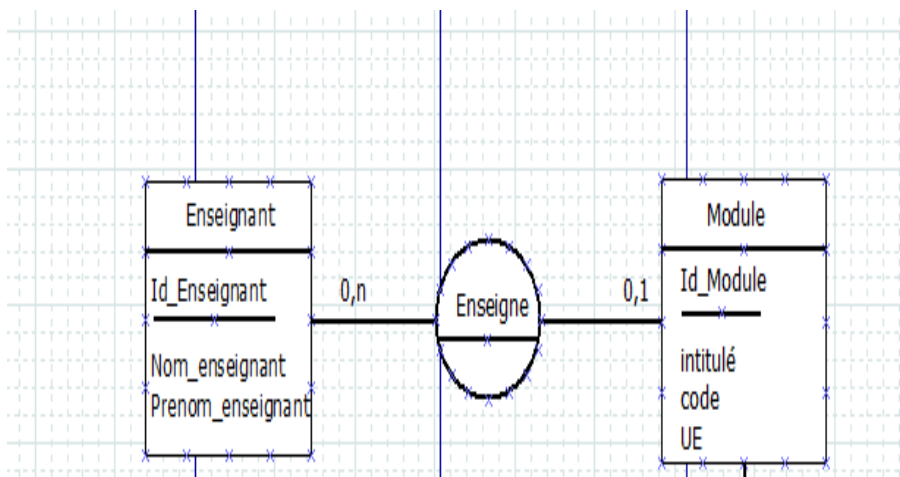 Enseignant
Id_Enseignant
Nom_enseignant
Prenom_enseignant
0,n
Enseigne
0,1
Module
Id_Module
intitulé
code
UE